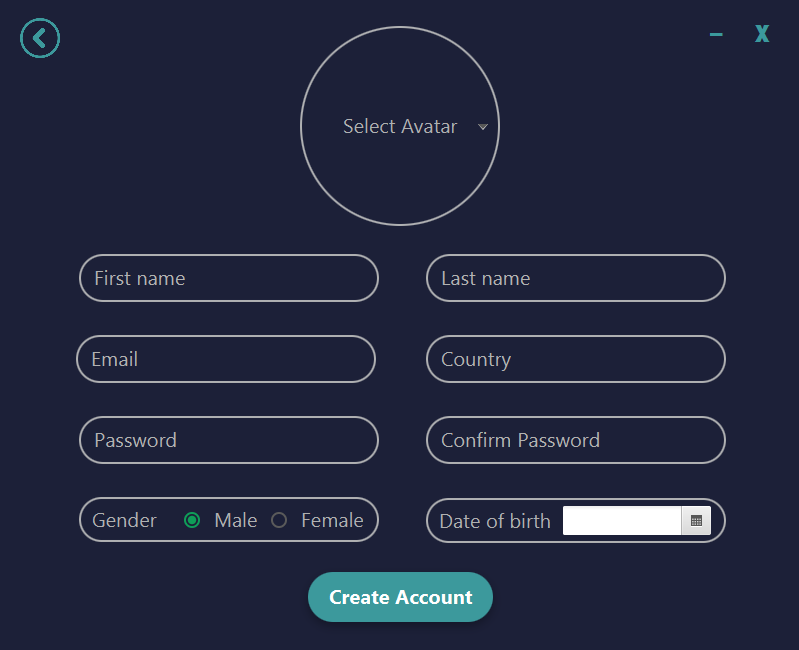 – X
Select Avatar
First name Last name
Email Country
Password Confirm Password
Gender Male Female Date of birth
Create Account